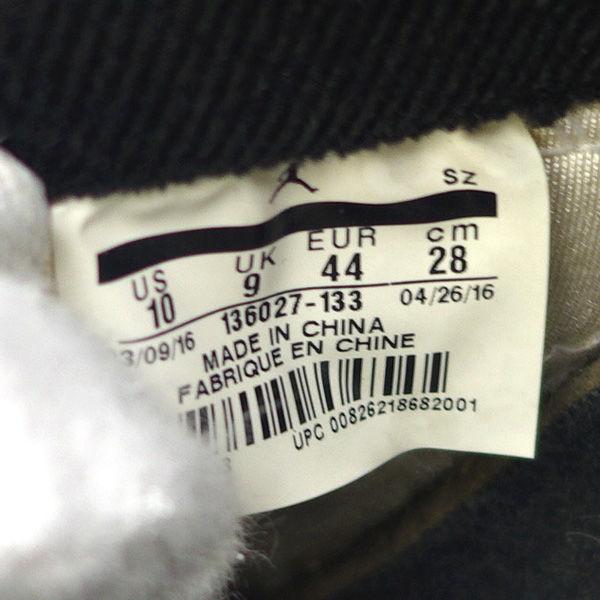 SZ
US UK EUR cm
10 9 44 28
3/09/16 136027-133 04/26/16
MADE IN CHINA
FABRIQUE EN CHINE
UPC 00826218682001